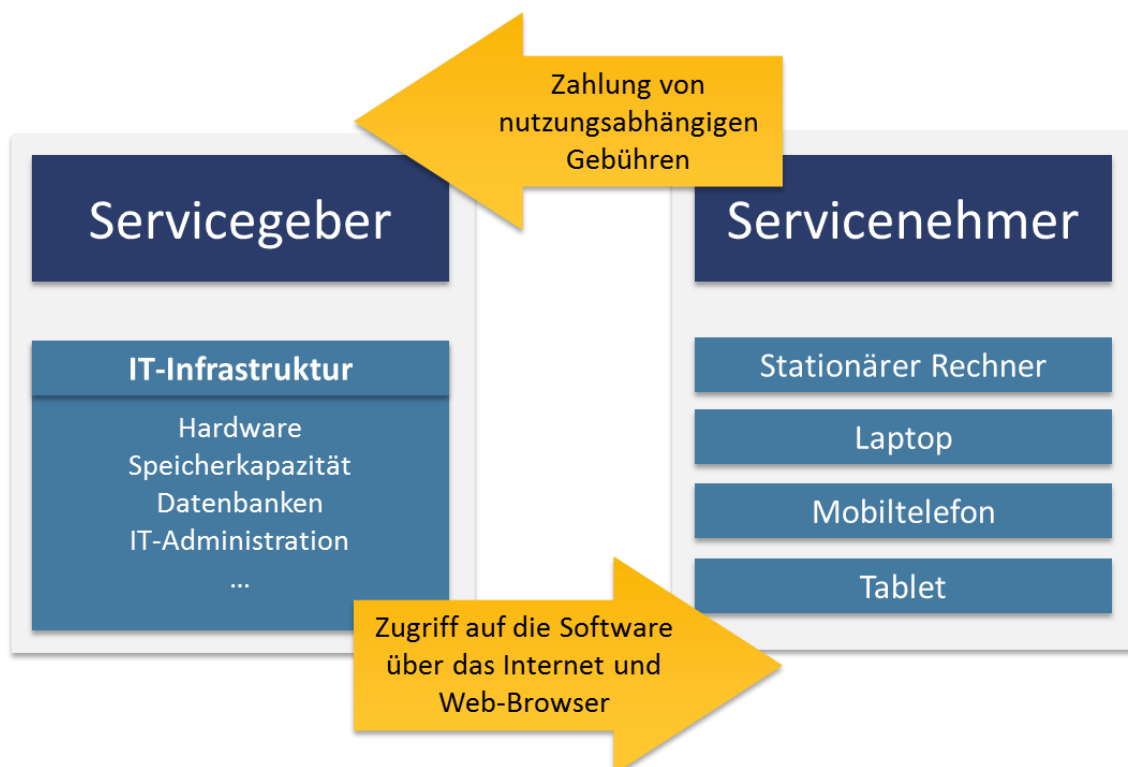 Zahlung von
nutzungsabhängigen
Gebühren
Servicegeber
Servicenehmer
IT-Infrastruktur
Hardware
Speicherkapazität
Datenbanken
IT-Administration
...
Stationärer Rechner
Laptop
Mobiltelefon
Tablet
Zugriff auf die Software
über das Internet und
Web-Browser